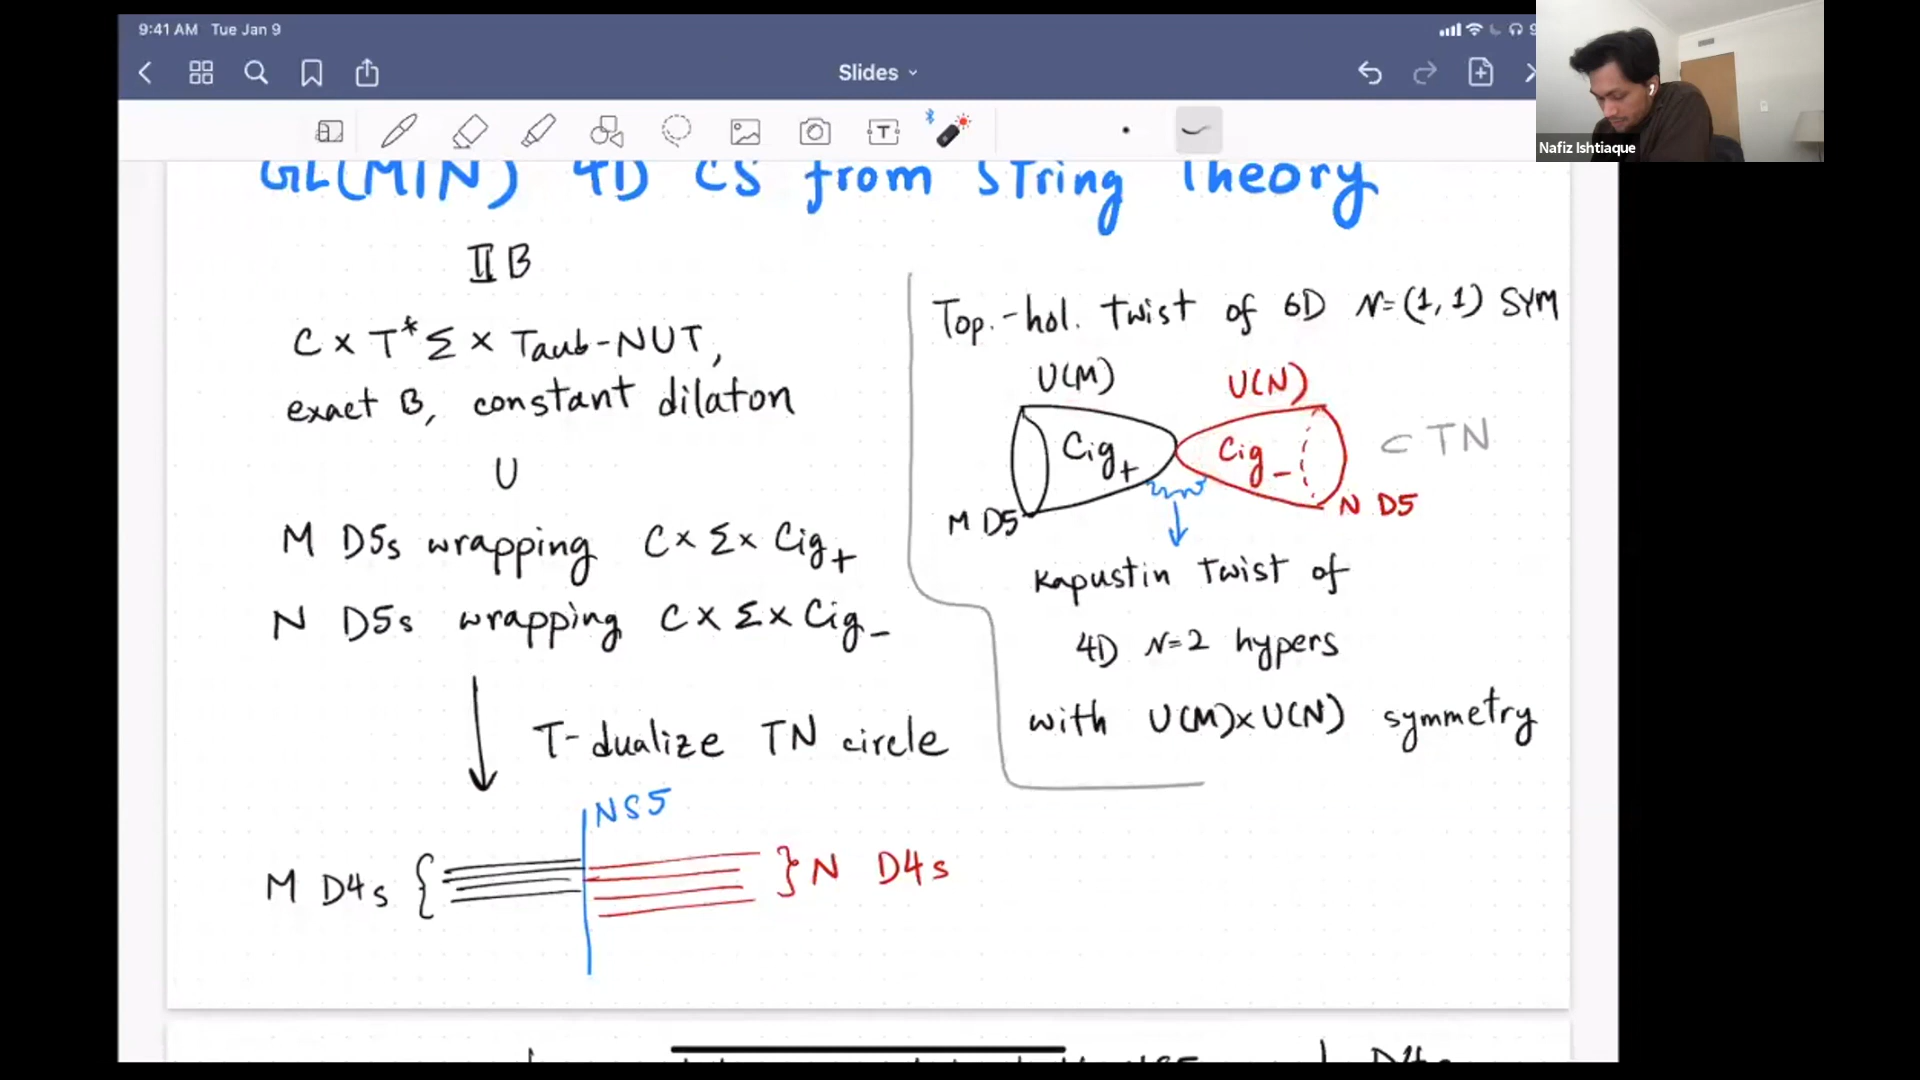 9:41 AM Tue Jan 9
Slides
Nafiz Ishtiaque
GL(M|N) 4D CS from String Theory
IIB
C × T*Σ × Taub-NUT,
exact B, constant dilaton
∪
M D5s wrapping C × Σ × Cig₊
N D5s wrapping C × Σ × Cig₋
T-dualize TN circle
NS5
M D4s { } N D4s
Top.-hol. twist of 6D N=(1,1) SYM
U(M) U(N)
Cig₊ Cig₋ ⊂ TN
M D5 N D5
Kapustin twist of
4D N=2 hypers
with U(M)×U(N) symmetry